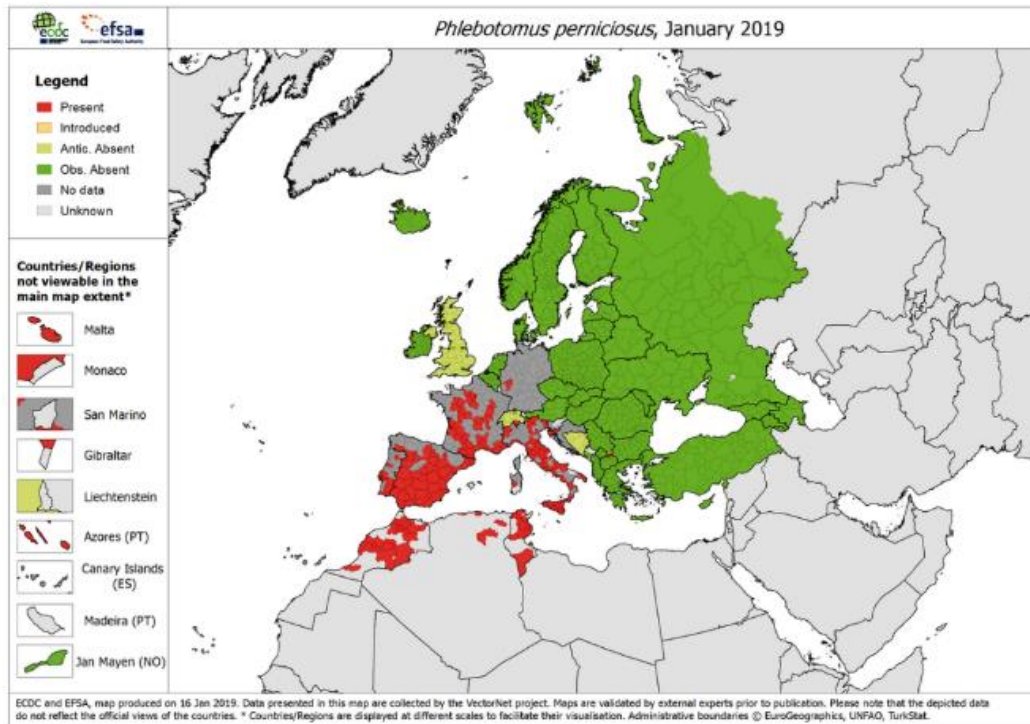 ecdc
efsa
European Food Safety Authority
Phlebotomus perniciosus, January 2019
Legend
Present
Introduced
Antic. Absent
Obs. Absent
No data
Unknown
Countries/Regions
not viewable in the
main map extent*
Malta
Monaco
San Marino
Gibraltar
Liechtenstein
Azores (PT)
Canary Islands
(ES)
Madeira (PT)
Jan Mayen (NO)
ECDC and EFSA, map produced on 16 Jan 2019. Data presented in this map are collected by the VectorNet project. Maps are validated by external experts prior to publication. Please note that the depicted data
do not reflect the official views of the countries. * Countries/Regions are displayed at different scales to facilitate their visualisation. Administrative boundaries © EuroGeographics, UNFAO, TurkStat.